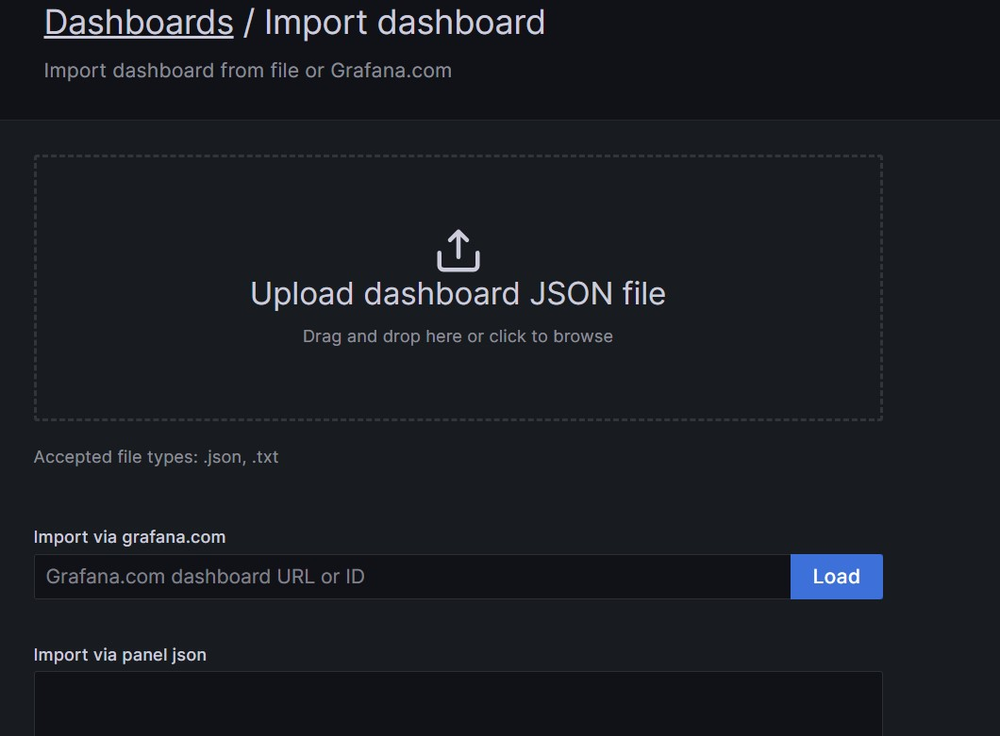 Dashboards / Import dashboard
Import dashboard from file or Grafana.com
Upload dashboard JSON file
Drag and drop here or click to browse
Accepted file types: .json, .txt
Import via grafana.com
Grafana.com dashboard URL or ID
Load
Import via panel json